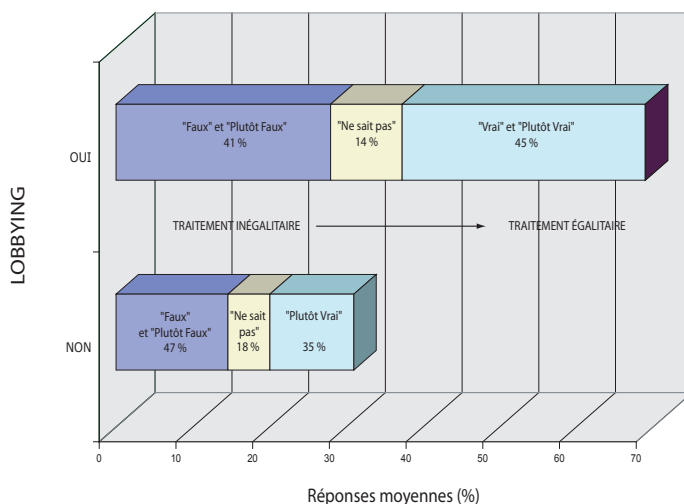 "Faux" et "Plutôt Faux"
41 %
"Ne sait pas"
14 %
"Vrai" et "Plutôt Vrai"
45 %
OUI
TRAITEMENT INÉGALITAIRE
TRAITEMENT ÉGALITAIRE
LOBBYING
"Faux"
et "Plutôt Faux"
47 %
"Ne sait
pas"
18 %
"Plutôt Vrai"
35 %
NON
0 10 20 30 40 50 60 70
Réponses moyennes (%)